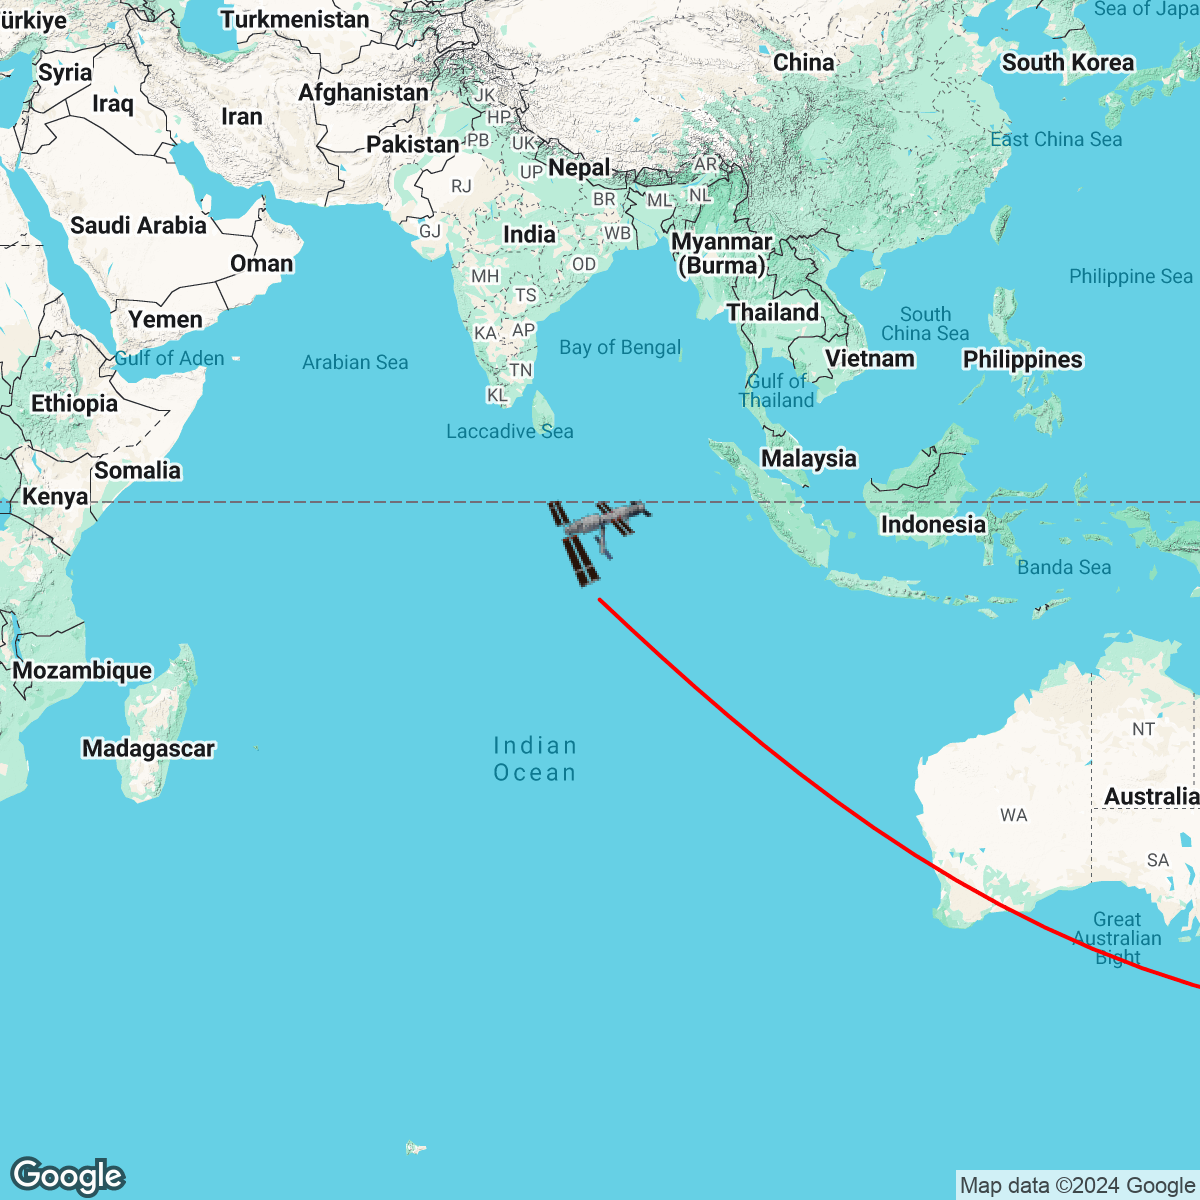 ürkiye
Turkmenistan
Sea of Japa
Syria
China
South Korea
Afghanistan
JK
Iraq
Iran
HP
Pakistan
PB
UK
East China Sea
Nepal
AR
UP
RJ
BR
ML
NL
Saudi Arabia
GJ
India
WB
Myanmar
(Burma)
Oman
OD
MH
Philippine Sea
TS
Yemen
Thailand
South
China Sea
KA
AP
Gulf of Aden
Arabian Sea
Bay of Bengal
Vietnam
Philippines
TN
Gulf of
Thailand
KL
Ethiopia
Laccadive Sea
Somalia
Malaysia
Kenya
Indonesia
Banda Sea
Mozambique
NT
Madagascar
Indian
Ocean
Australia
WA
SA
Great
Australian
Bight
Google
Map data ©2024 Google